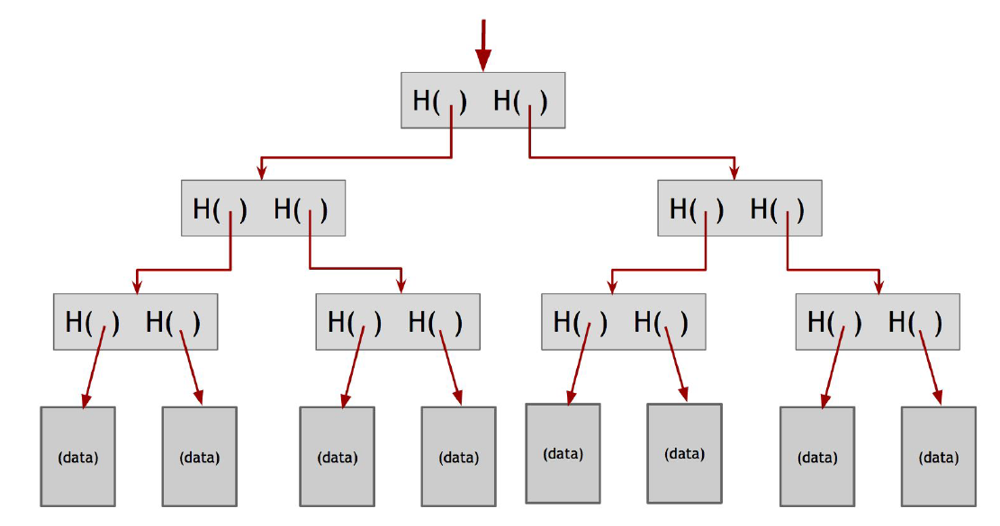 H( ) H( )
H( ) H( ) H( ) H( )
H( ) H( ) H( ) H( ) H( ) H( ) H( ) H( )
(data) (data) (data) (data) (data) (data) (data) (data)